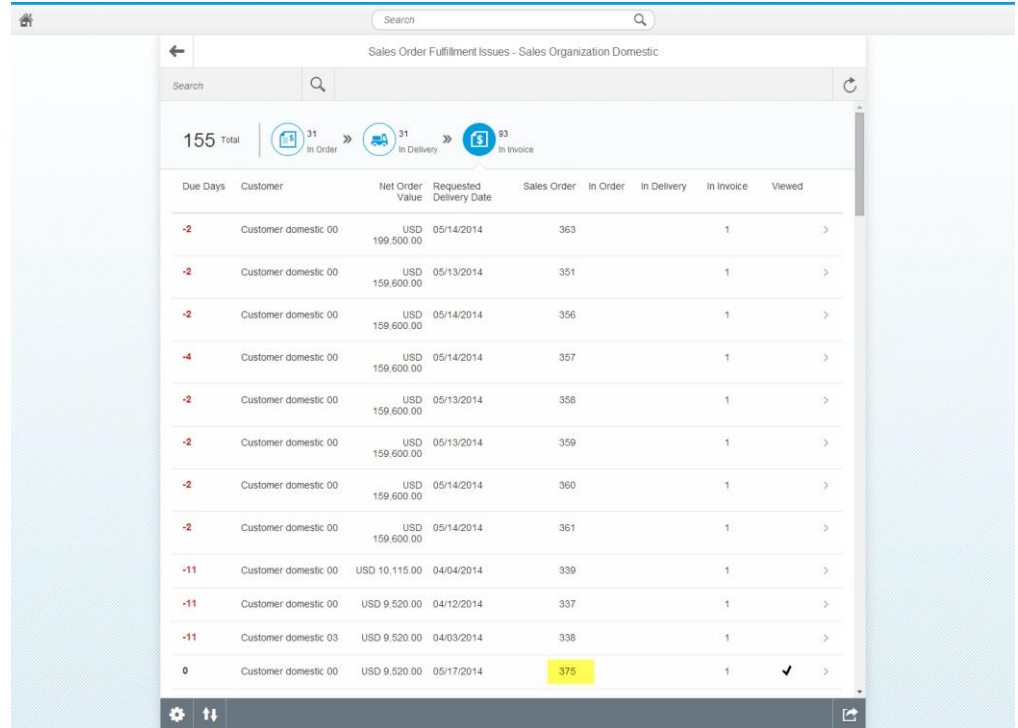 Search
Sales Order Fulfillment Issues - Sales Organization Domestic
Search
155 Total 31 In Order 31 In Delivery 93 In Invoice
Due Days Customer Net Order Value Requested Delivery Date Sales Order In Order In Delivery In Invoice Viewed
-2 Customer domestic 00 USD 199,500.00 05/14/2014 363 1
-2 Customer domestic 00 USD 159,600.00 05/13/2014 351 1
-2 Customer domestic 00 USD 159,600.00 05/14/2014 356 1
-4 Customer domestic 00 USD 159,600.00 05/14/2014 357 1
-2 Customer domestic 00 USD 159,600.00 05/13/2014 358 1
-2 Customer domestic 00 USD 159,600.00 05/13/2014 359 1
-2 Customer domestic 00 USD 159,600.00 05/14/2014 360 1
-2 Customer domestic 00 USD 159,600.00 05/14/2014 361 1
-11 Customer domestic 00 USD 10,115.00 04/04/2014 339 1
-11 Customer domestic 00 USD 9,520.00 04/12/2014 337 1
-11 Customer domestic 03 USD 9,520.00 04/03/2014 338 1
0 Customer domestic 00 USD 9,520.00 05/17/2014 375 1